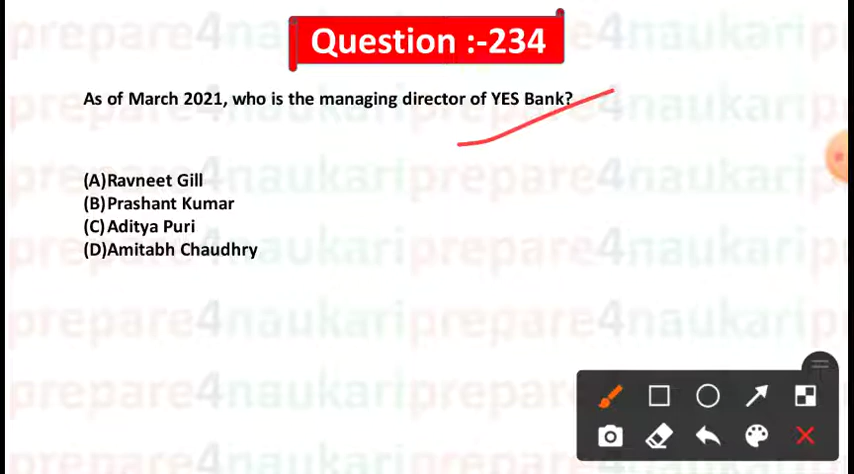 Question :-234
As of March 2021, who is the managing director of YES Bank?
(A)Ravneet Gill
(B)Prashant Kumar
(C)Aditya Puri
(D)Amitabh Chaudhry
prepare4naukari